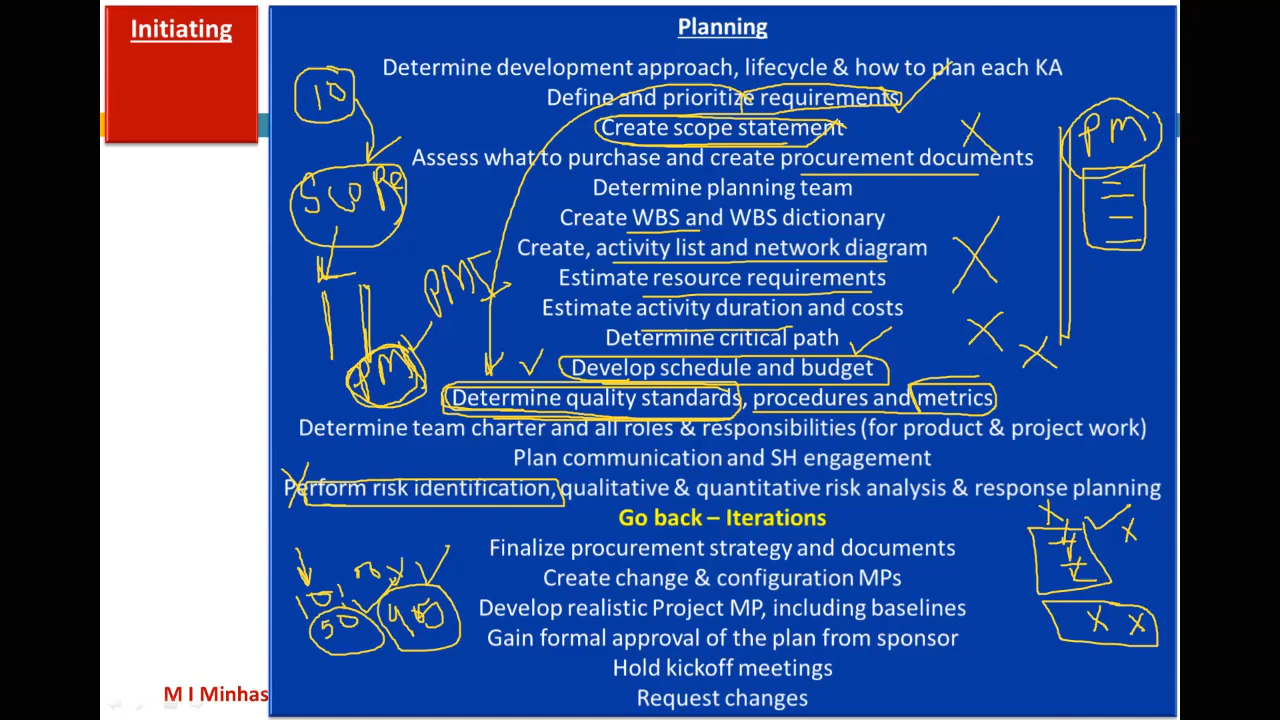 Initiating
Planning
Determine development approach, lifecycle & how to plan each KA
Define and prioritize requirements
Create scope statement
Assess what to purchase and create procurement documents
Determine planning team
Create WBS and WBS dictionary
Create, activity list and network diagram
Estimate resource requirements
Estimate activity duration and costs
Determine critical path
Develop schedule and budget
Determine quality standards, procedures and metrics
Determine team charter and all roles & responsibilities (for product & project work)
Plan communication and SH engagement
Perform risk identification, qualitative & quantitative risk analysis & response planning
Go back – Iterations
Finalize procurement strategy and documents
Create change & configuration MPs
Develop realistic Project MP, including baselines
Gain formal approval of the plan from sponsor
Hold kickoff meetings
Request changes
10
SCOPE
PM
PM
50
M I Minhas